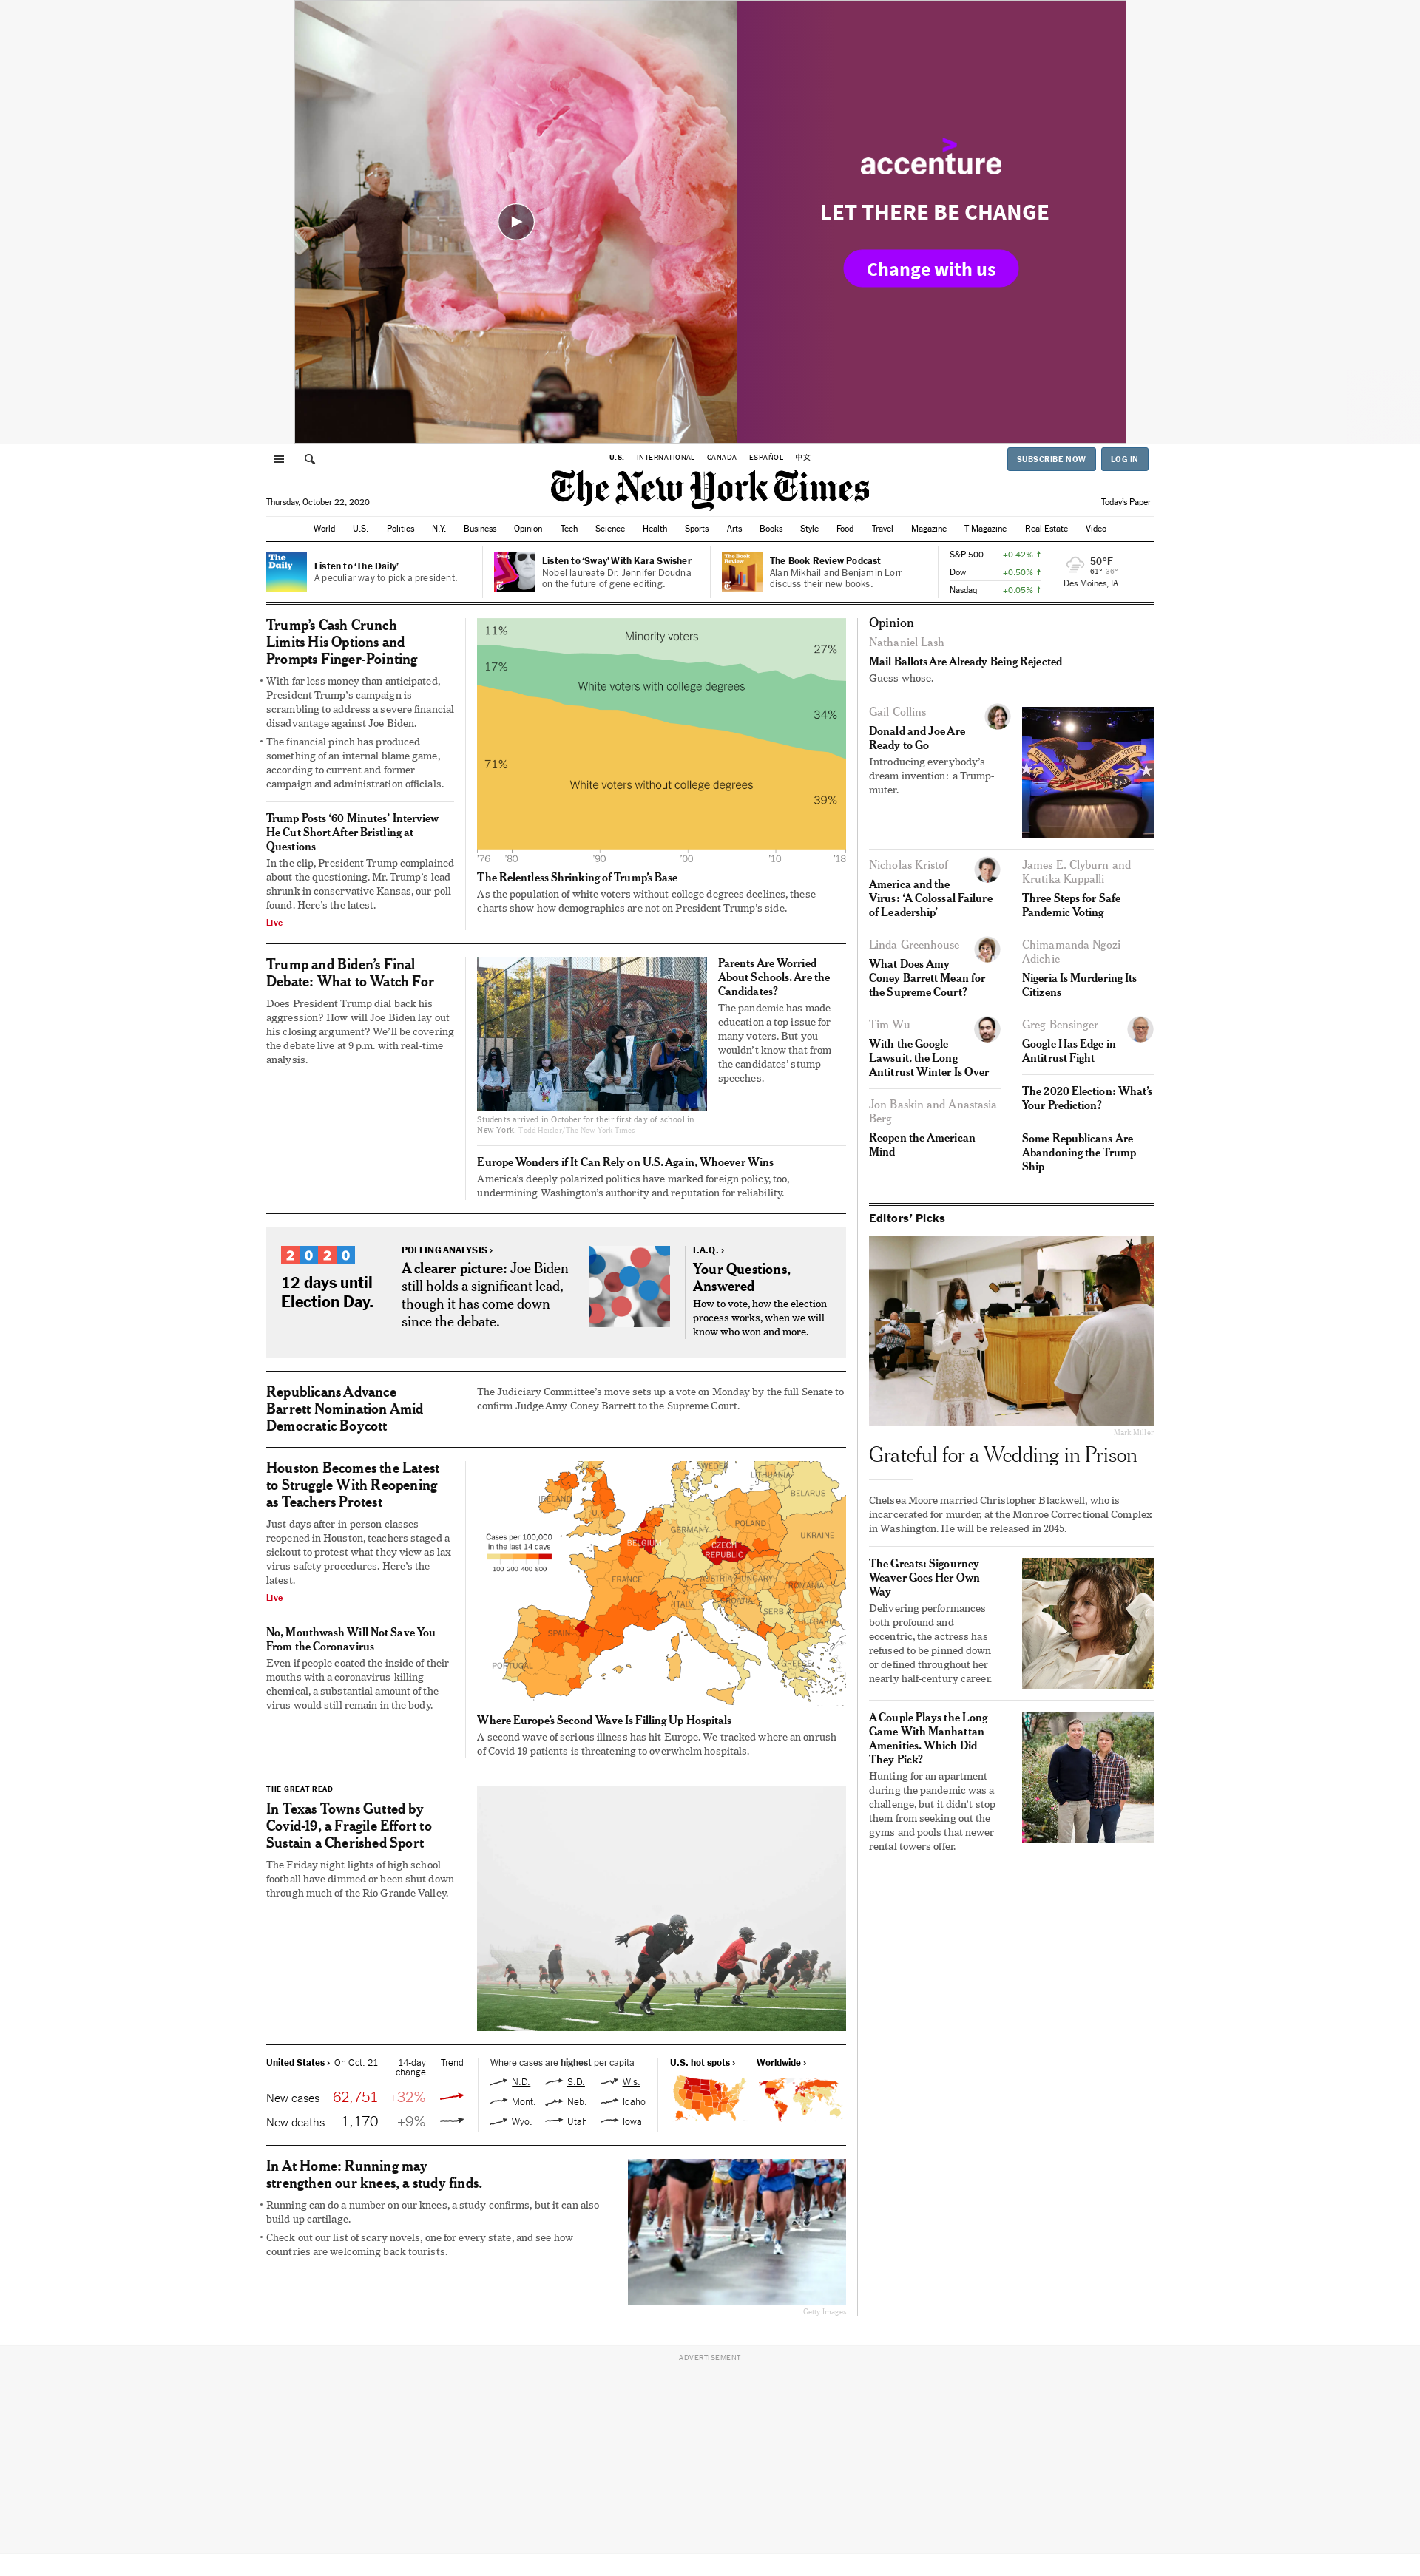 accenture
LET THERE BE CHANGE
Change with us
U.S. INTERNATIONAL CANADA ESPAÑOL 中文
SUBSCRIBE NOW LOG IN
The New York Times
Thursday, October 22, 2020
Today's Paper
World U.S. Politics N.Y. Business Opinion Tech Science Health Sports Arts Books Style Food Travel Magazine T Magazine Real Estate Video
The Daily
Listen to ‘The Daily’
A peculiar way to pick a president.
Sway
Listen to ‘Sway’ With Kara Swisher
Nobel laureate Dr. Jennifer Doudna
on the future of gene editing.
The Book Review
The Book Review Podcast
Alan Mikhail and Benjamin Lorr
discuss their new books.
S&P 500 +0.42% ↑
Dow +0.50% ↑
Nasdaq +0.05% ↑
50°F
61° 36°
Des Moines, IA
Trump’s Cash Crunch
Limits His Options and
Prompts Finger-Pointing
• With far less money than anticipated,
President Trump’s campaign is
scrambling to address a severe financial
disadvantage against Joe Biden.
• The financial pinch has produced
something of an internal blame game,
according to current and former
campaign and administration officials.
Trump Posts ‘60 Minutes’ Interview
He Cut Short After Bristling at
Questions
In the clip, President Trump complained
about the questioning. Mr. Trump’s lead
shrunk in conservative Kansas, our poll
found. Here’s the latest.
Live
11%
Minority voters
27%
17%
White voters with college degrees
34%
71%
White voters without college degrees
39%
’76 ’80 ’90 ’00 ’10 ’18
The Relentless Shrinking of Trump’s Base
As the population of white voters without college degrees declines, these
charts show how demographics are not on President Trump’s side.
Trump and Biden’s Final
Debate: What to Watch For
Does President Trump dial back his
aggression? How will Joe Biden lay out
his closing argument? We’ll be covering
the debate live at 9 p.m. with real-time
analysis.
Students arrived in October for their first day of school in
New York. Todd Heisler/The New York Times
Parents Are Worried
About Schools. Are the
Candidates?
The pandemic has made
education a top issue for
many voters. But you
wouldn’t know that from
the candidates’ stump
speeches.
Europe Wonders if It Can Rely on U.S. Again, Whoever Wins
America’s deeply polarized politics have marked foreign policy, too,
undermining Washington’s authority and reputation for reliability.
2020
12 days until
Election Day.
POLLING ANALYSIS ›
A clearer picture: Joe Biden
still holds a significant lead,
though it has come down
since the debate.
F.A.Q. ›
Your Questions,
Answered
How to vote, how the election
process works, when we will
know who won and more.
Republicans Advance
Barrett Nomination Amid
Democratic Boycott
The Judiciary Committee’s move sets up a vote on Monday by the full Senate to
confirm Judge Amy Coney Barrett to the Supreme Court.
Houston Becomes the Latest
to Struggle With Reopening
as Teachers Protest
Just days after in-person classes
reopened in Houston, teachers staged a
sickout to protest what they view as lax
virus safety procedures. Here’s the
latest.
Live
No, Mouthwash Will Not Save You
From the Coronavirus
Even if people coated the inside of their
mouths with a coronavirus-killing
chemical, a substantial amount of the
virus would still remain in the body.
Cases per 100,000
in the last 14 days
100 200 400 800
SWEDEN
LITHUANIA
BELARUS
IRELAND
U.K.
POLAND
GERMANY
UKRAINE
BELGIUM
CZECH
REPUBLIC
FRANCE
AUSTRIA
HUNGARY
ROMANIA
ITALY
CROATIA
SERBIA
BULGARIA
SPAIN
PORTUGAL
GREECE
Where Europe’s Second Wave Is Filling Up Hospitals
A second wave of serious illness has hit Europe. We tracked where an onrush
of Covid-19 patients is threatening to overwhelm hospitals.
THE GREAT READ
In Texas Towns Gutted by
Covid-19, a Fragile Effort to
Sustain a Cherished Sport
The Friday night lights of high school
football have dimmed or been shut down
through much of the Rio Grande Valley.
United States › On Oct. 21 14-day change Trend
New cases 62,751 +32%
New deaths 1,170 +9%
Where cases are highest per capita
N.D. S.D. Wis.
Mont. Neb. Idaho
Wyo. Utah Iowa
U.S. hot spots › Worldwide ›
In At Home: Running may
strengthen our knees, a study finds.
• Running can do a number on our knees, a study confirms, but it can also
build up cartilage.
• Check out our list of scary novels, one for every state, and see how
countries are welcoming back tourists.
Getty Images
Opinion
Nathaniel Lash
Mail Ballots Are Already Being Rejected
Guess whose.
Gail Collins
Donald and Joe Are
Ready to Go
Introducing everybody’s
dream invention: a Trump-
muter.
Nicholas Kristof
America and the
Virus: ‘A Colossal Failure
of Leadership’
James E. Clyburn and
Krutika Kuppalli
Three Steps for Safe
Pandemic Voting
Linda Greenhouse
What Does Amy
Coney Barrett Mean for
the Supreme Court?
Chimamanda Ngozi
Adichie
Nigeria Is Murdering Its
Citizens
Tim Wu
With the Google
Lawsuit, the Long
Antitrust Winter Is Over
Greg Bensinger
Google Has Edge in
Antitrust Fight
Jon Baskin and Anastasia
Berg
Reopen the American
Mind
The 2020 Election: What’s
Your Prediction?
Some Republicans Are
Abandoning the Trump
Ship
Editors’ Picks
Mark Miller
Grateful for a Wedding in Prison
Chelsea Moore married Christopher Blackwell, who is
incarcerated for murder, at the Monroe Correctional Complex
in Washington. He will be released in 2045.
The Greats: Sigourney
Weaver Goes Her Own
Way
Delivering performances
both profound and
eccentric, the actress has
refused to be pinned down
or defined throughout her
nearly half-century career.
A Couple Plays the Long
Game With Manhattan
Amenities. Which Did
They Pick?
Hunting for an apartment
during the pandemic was a
challenge, but it didn’t stop
them from seeking out the
gyms and pools that newer
rental towers offer.
ADVERTISEMENT